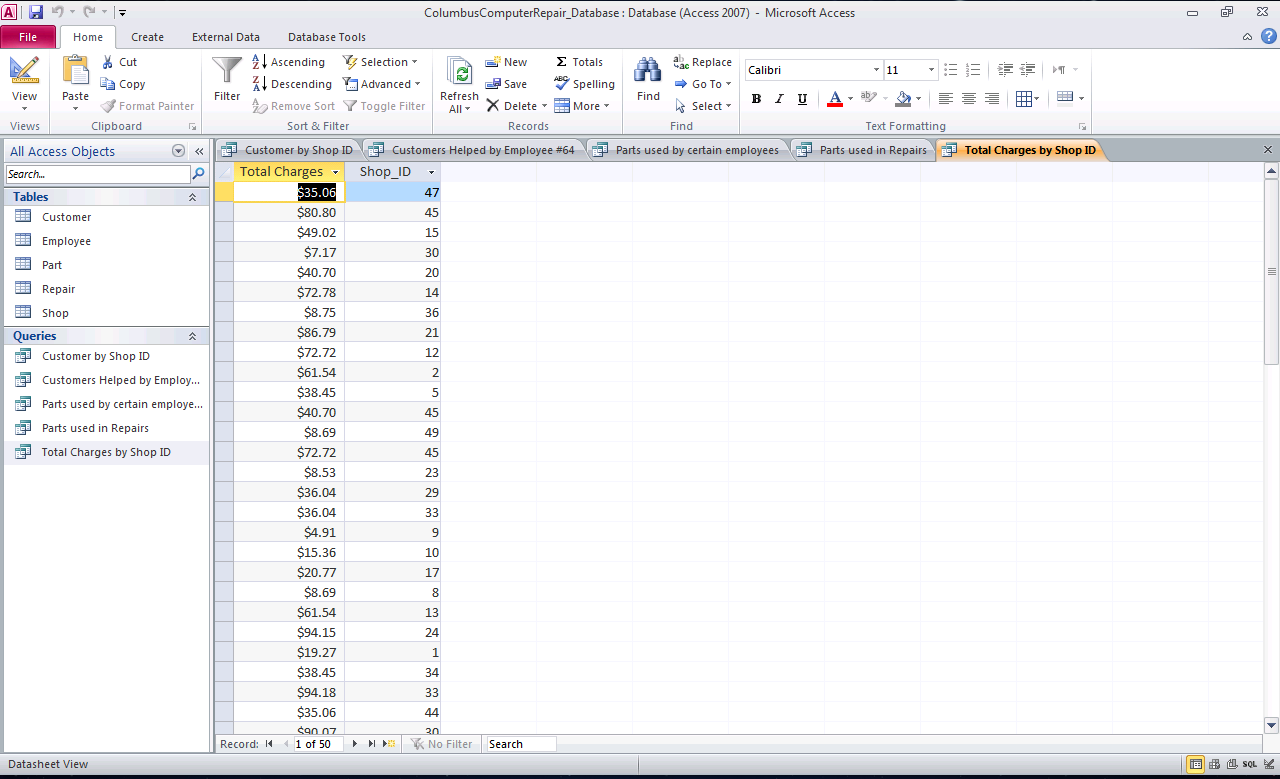 ColumbusComputerRepair_Database : Database (Access 2007) - Microsoft Access
File Home Create External Data Database Tools
View
Views
Paste
Cut
Copy
Format Painter
Clipboard
Filter
Ascending
Descending
Remove Sort
Selection
Advanced
Toggle Filter
Sort & Filter
Refresh
All
New
Save
Delete
Totals
Spelling
More
Records
Find
Replace
Go To
Select
Find
Calibri 11
B I U
Text Formatting
All Access Objects
Search...
Tables
Customer
Employee
Part
Repair
Shop
Queries
Customer by Shop ID
Customers Helped by Employ...
Parts used by certain employe...
Parts used in Repairs
Total Charges by Shop ID
Customer by Shop ID Customers Helped by Employee #64 Parts used by certain employees Parts used in Repairs Total Charges by Shop ID
Total Charges Shop_ID
$35.06 47
$80.80 45
$49.02 15
$7.17 30
$40.70 20
$72.78 14
$8.75 36
$86.79 21
$72.72 12
$61.54 2
$38.45 5
$40.70 45
$8.69 49
$72.72 45
$8.53 23
$36.04 29
$36.04 33
$4.91 9
$15.36 10
$20.77 17
$8.69 8
$61.54 13
$94.15 24
$19.27 1
$38.45 34
$94.18 33
$35.06 44
$90.07 30
Record: 1 of 50 No Filter Search
Datasheet View SQL